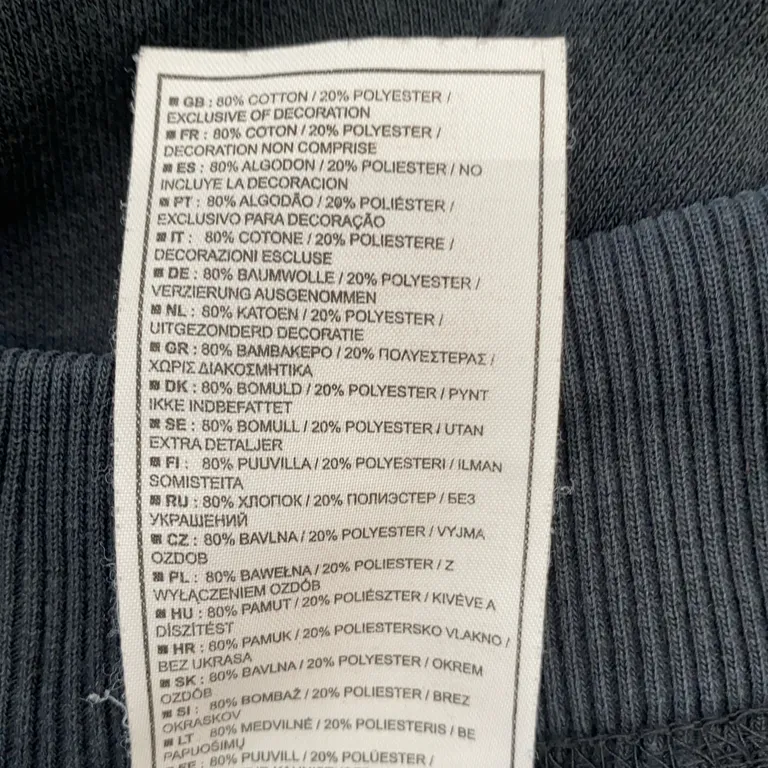 GB : 80% COTTON / 20% POLYESTER /
EXCLUSIVE OF DECORATION
FR : 80% COTON / 20% POLYESTER /
DECORATION NON COMPRISE
ES : 80% ALGODON / 20% POLIESTER / NO
INCLUYE LA DECORACION
PT : 80% ALGODÃO / 20% POLIÉSTER /
EXCLUSIVO PARA DECORAÇÃO
IT : 80% COTONE / 20% POLIESTERE /
DECORAZIONI ESCLUSE
DE : 80% BAUMWOLLE / 20% POLYESTER /
VERZIERUNG AUSGENOMMEN
NL : 80% KATOEN / 20% POLYESTER /
UITGEZONDERD DECORATIE
GR : 80% ΒΑΜΒΑΚΕΡΟ / 20% ΠΟΛΥΕΣΤΕΡΑΣ /
ΧΩΡΙΣ ΔΙΑΚΟΣΜΗΤΙΚΑ
DK : 80% BOMULD / 20% POLYESTER / PYNT
IKKE INDBEFATTET
SE : 80% BOMULL / 20% POLYESTER / UTAN
EXTRA DETALJER
FI : 80% PUUVILLA / 20% POLYESTERI / ILMAN
SOMISTEITA
RU : 80% ХЛОПОК / 20% ПОЛИЭСТЕР / БЕЗ
УКРАШЕНИЙ
CZ : 80% BAVLNA / 20% POLYESTER / VYJMA
OZDOB
PL : 80% BAWEŁNA / 20% POLIESTER / Z
WYŁĄCZENIEM OZDÓB
HU : 80% PAMUT / 20% POLIÉSZTER / KIVÉVE A
DÍSZÍTÉST
HR : 80% PAMUK / 20% POLIESTERSKO VLAKNO /
BEZ UKRASA
SK : 80% BAVLNA / 20% POLYESTER / OKREM
OZDÔB
SI : 80% BOMBAŽ / 20% POLIESTER / BREZ
OKRASKOV
LT : 80% MEDVILNĖ / 20% POLIESTERIS / BE
PAPUOŠIMŲ
EE : 80% PUUVILL / 20% POLÜESTER /